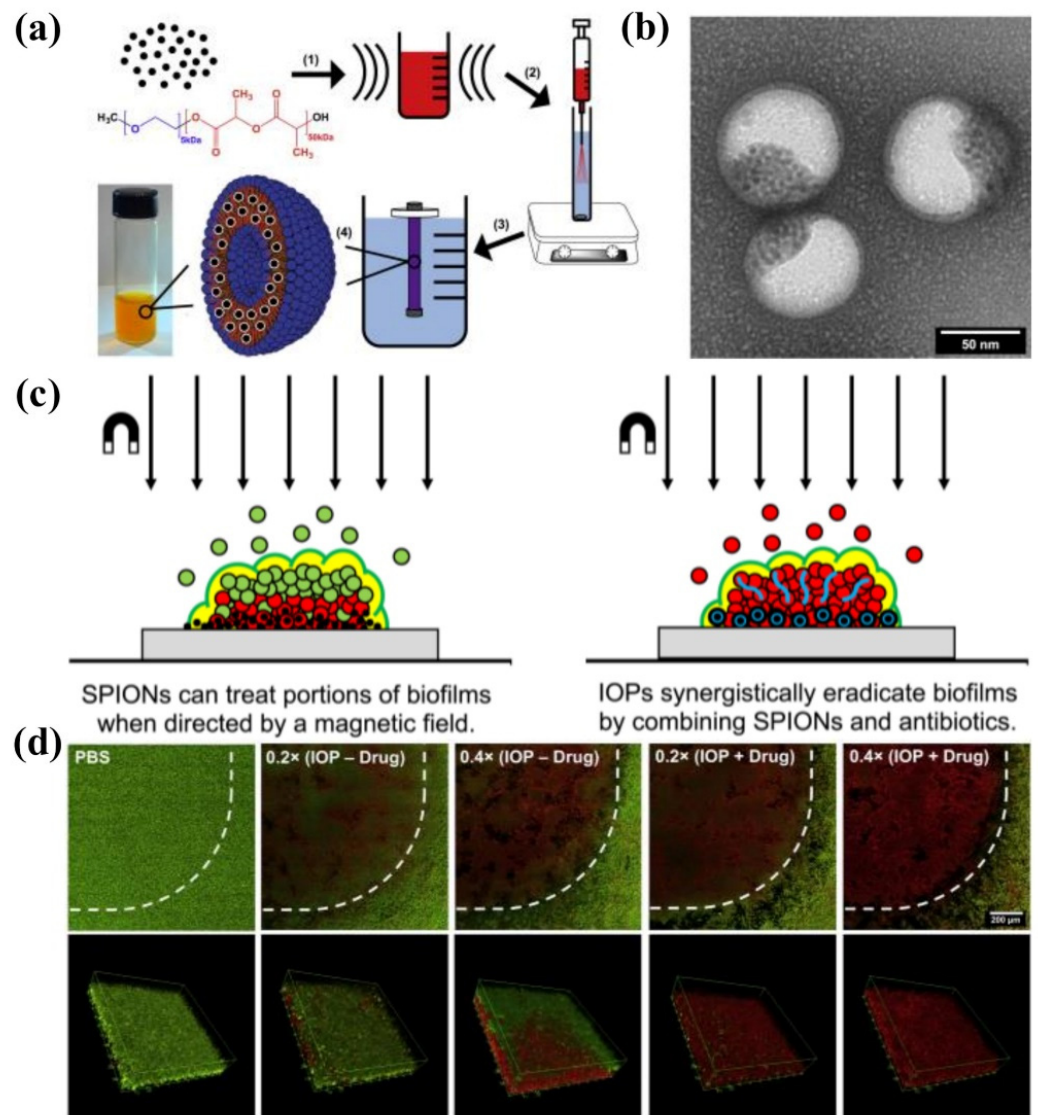 (a)
(b)
(1)
(2)
CH₃
O
O
H₃C
O
5kDa
O
O
O
OH
50kDa
O
CH₃
(4)
(3)
50 nm
(c)
SPIONs can treat portions of biofilms
when directed by a magnetic field.
IOPs synergistically eradicate biofilms
by combining SPIONs and antibiotics.
(d)
PBS
0.2× (IOP – Drug)
0.4× (IOP – Drug)
0.2× (IOP + Drug)
0.4× (IOP + Drug)
200 µm